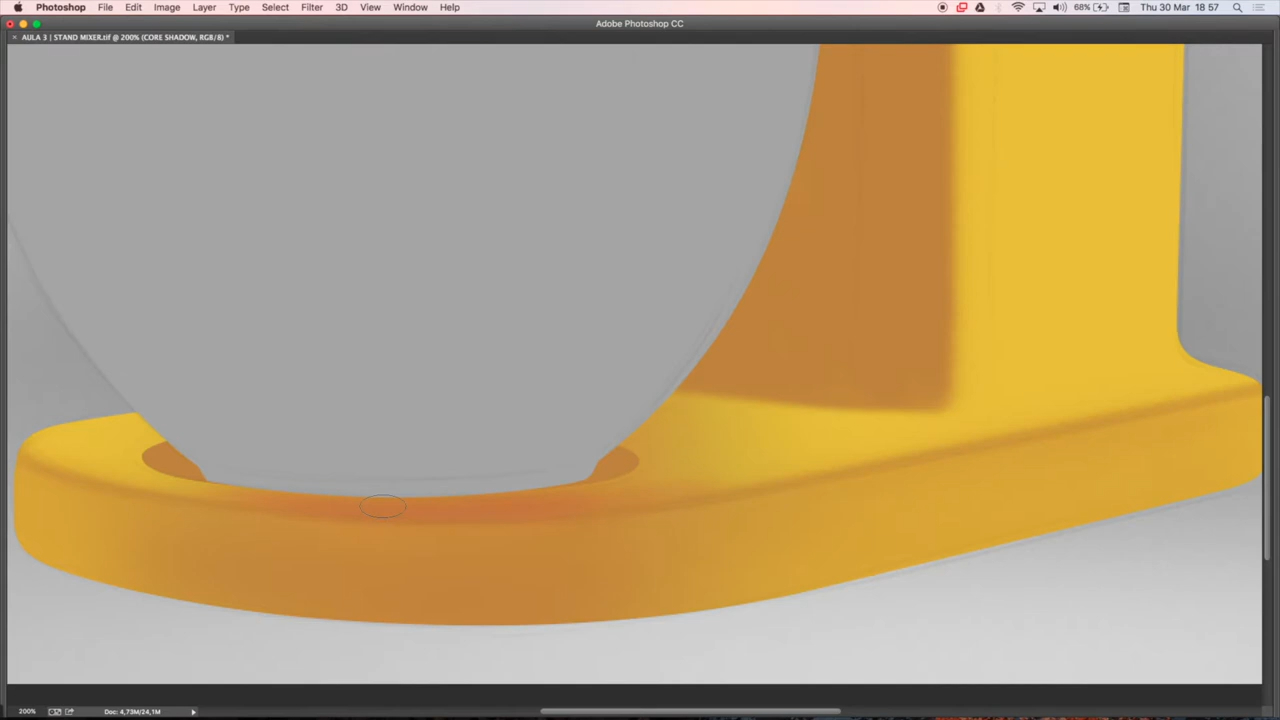 Photoshop File Edit Image Layer Type Select Filter 3D View Window Help 68% Thu 30 Mar 18 57
Adobe Photoshop CC
× AULA 3 | STAND MIXER.tif @ 200% (CORE SHADOW, RGB/8) *
200% Doc: 4,73M/24,1M